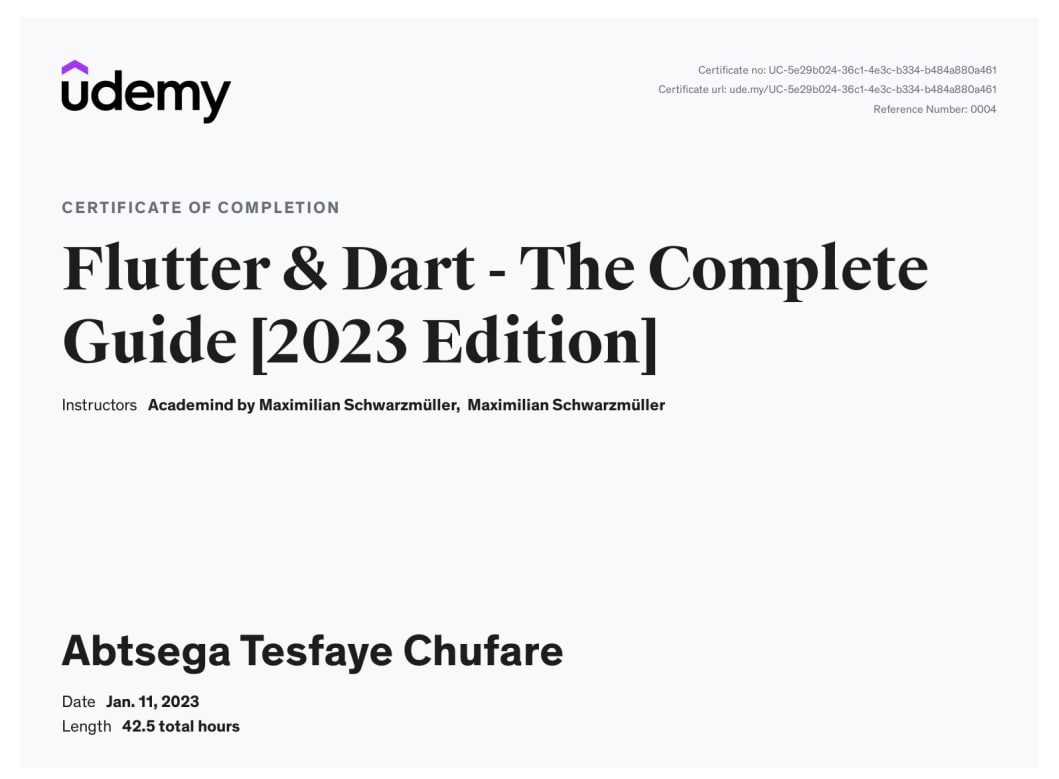 udemy
Certificate no: UC-5e29b024-36c1-4e3c-b334-b484a880a461
Certificate url: ude.my/UC-5e29b024-36c1-4e3c-b334-b484a880a461
Reference Number: 0004
CERTIFICATE OF COMPLETION
Flutter & Dart - The Complete
Guide [2023 Edition]
Instructors Academind by Maximilian Schwarzmüller, Maximilian Schwarzmüller
Abtsega Tesfaye Chufare
Date Jan. 11, 2023
Length 42.5 total hours